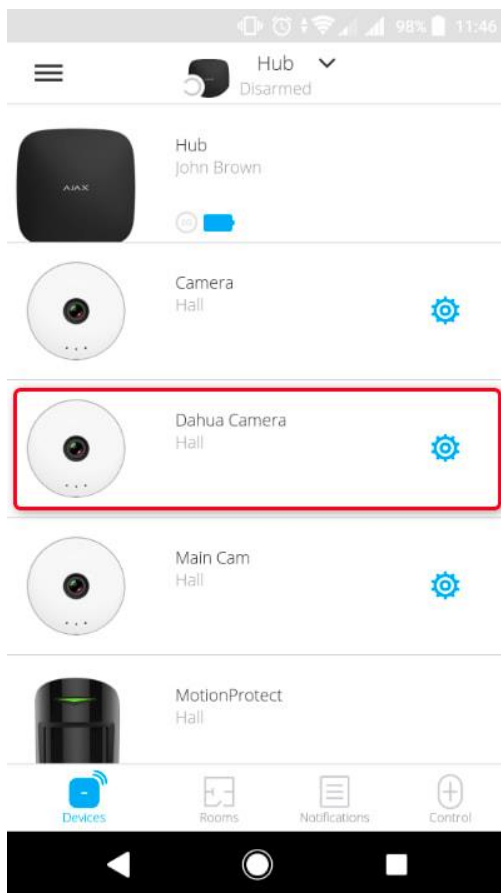 98% 11:46
Hub
Disarmed
Hub
John Brown
AJAX
Camera
Hall
Dahua Camera
Hall
Main Cam
Hall
MotionProtect
Hall
Devices
Rooms
Notifications
Control